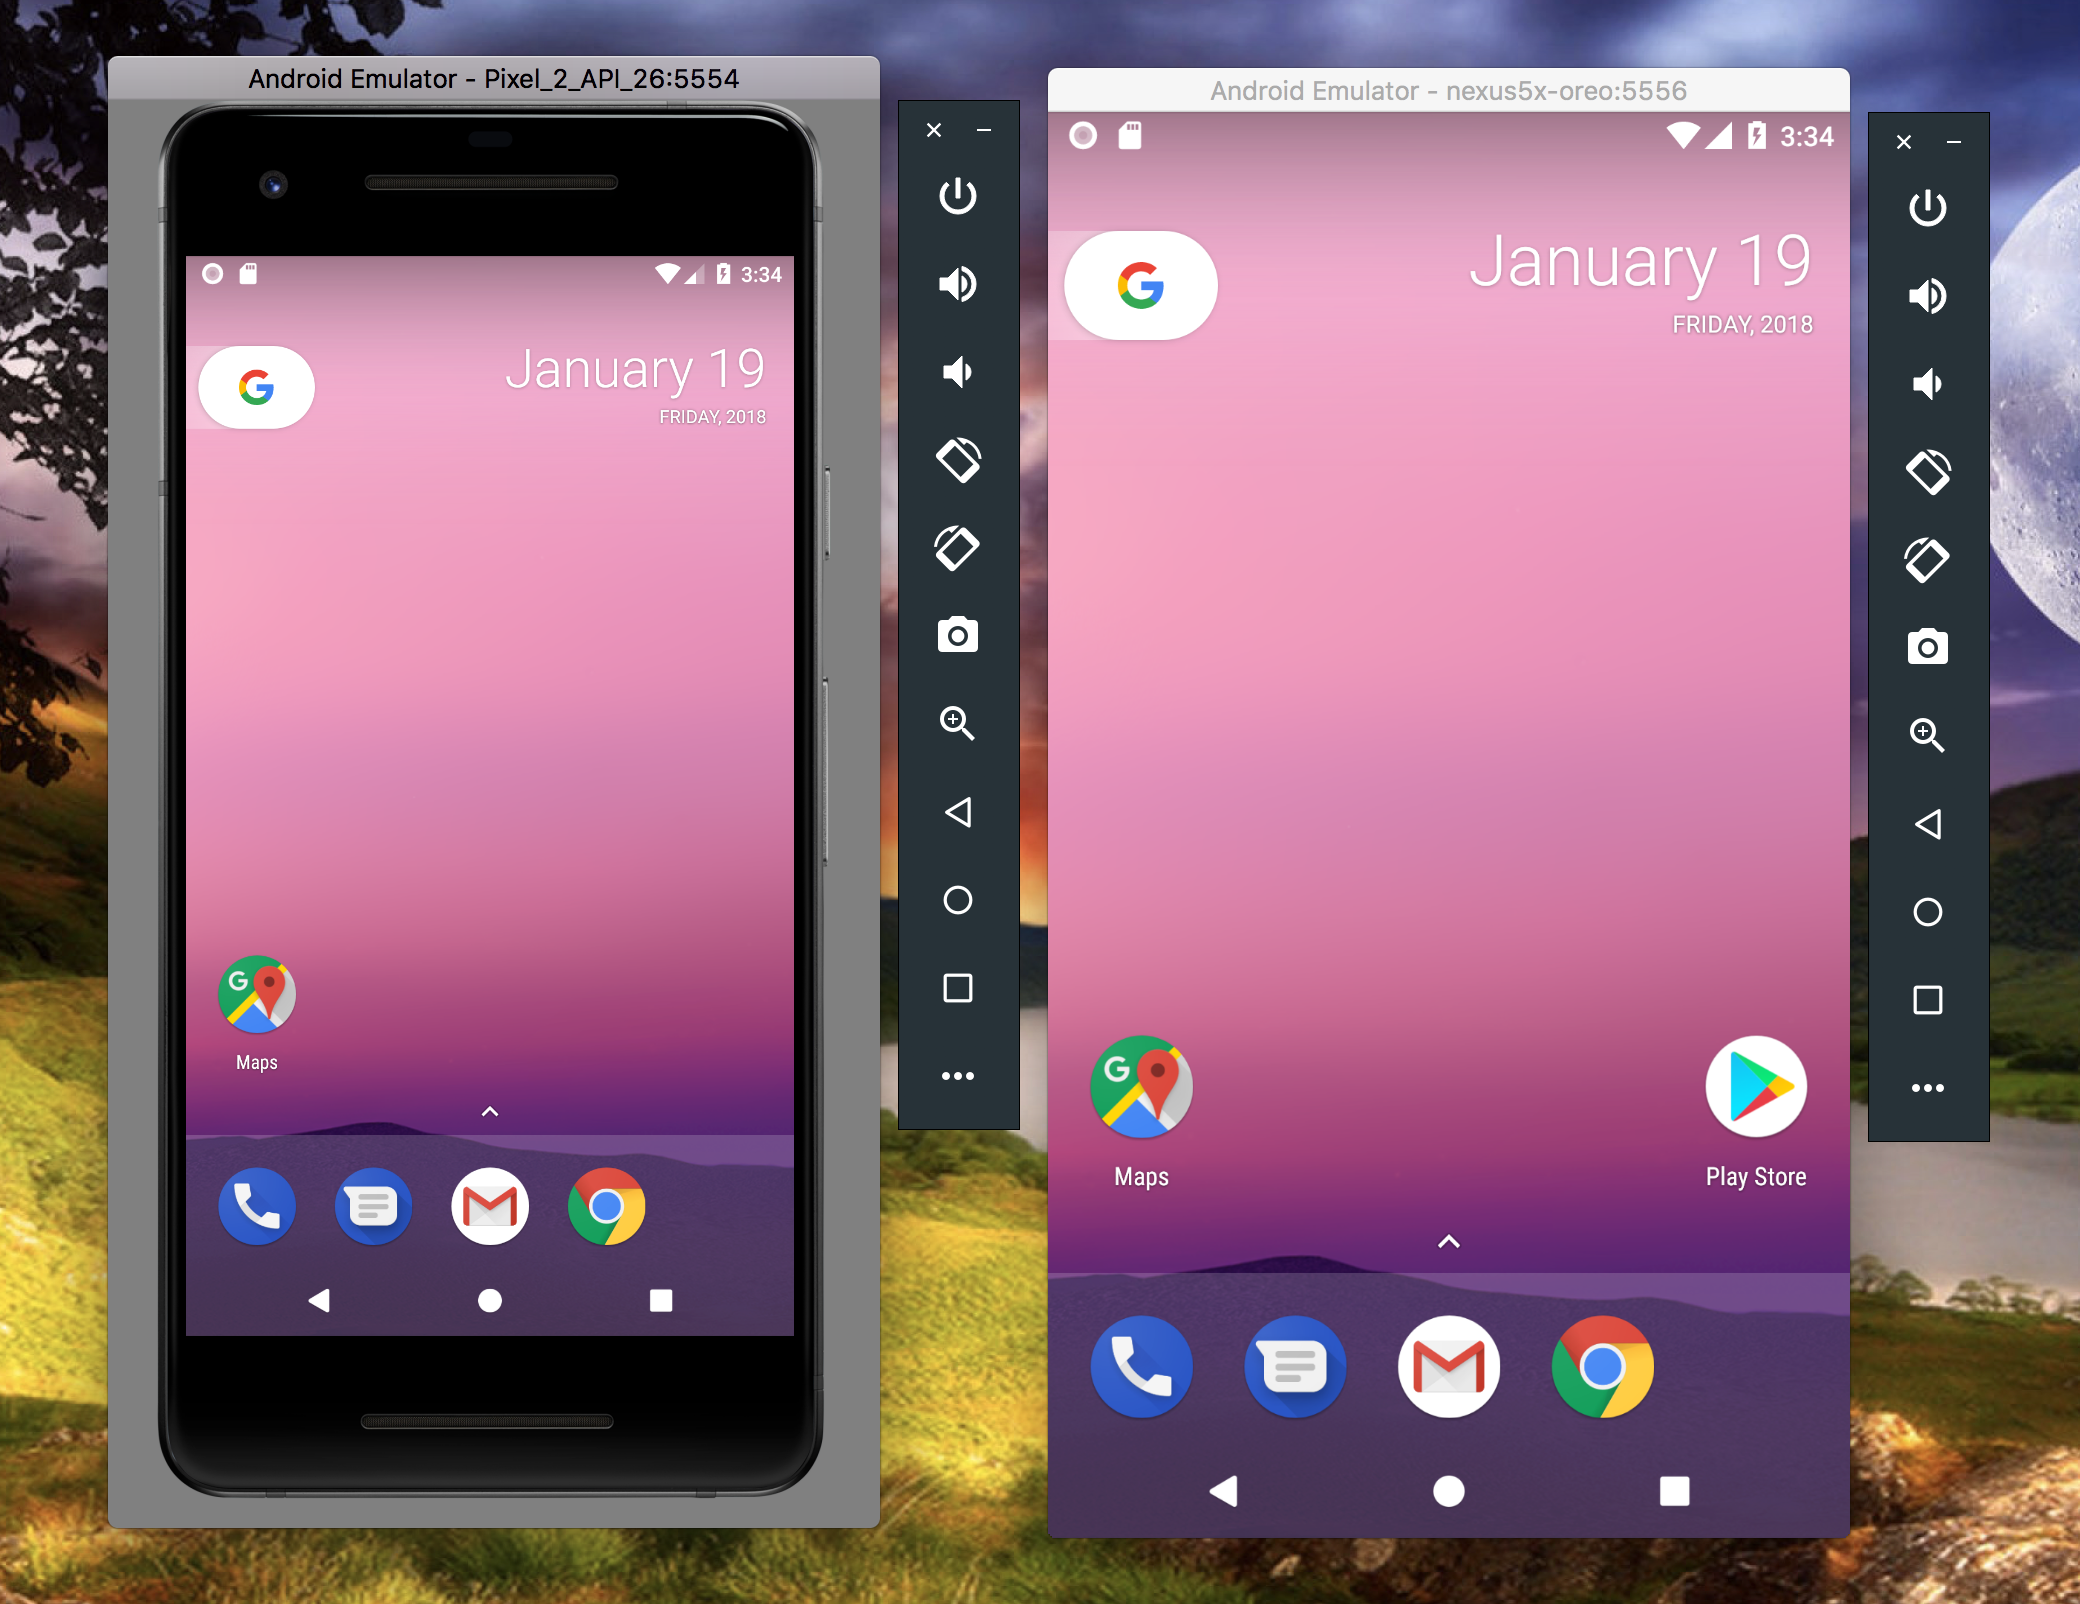 Android Emulator - Pixel_2_API_26:5554
3:34
G
January 19
FRIDAY, 2018
G
Maps
Android Emulator - nexus5x-oreo:5556
3:34
G
January 19
FRIDAY, 2018
G
Maps
Play Store